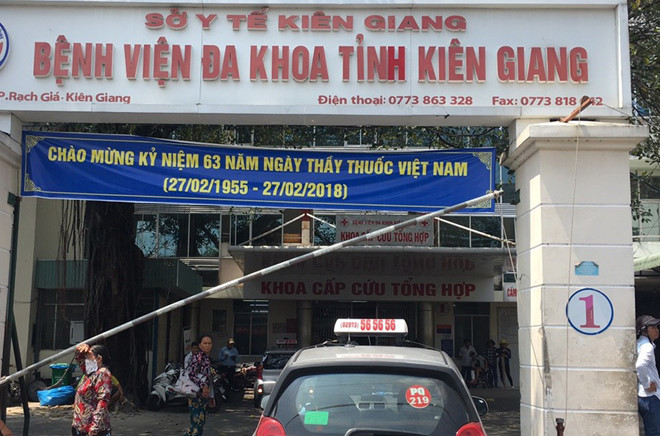 SỞ Y TẾ KIÊN GIANG
BỆNH VIỆN ĐA KHOA TỈNH KIÊN GIANG
P.Rạch Giá - Kiên Giang
Điện thoại: 0773 863 328 Fax: 0773 818
CHÀO MỪNG KỶ NIỆM 63 NĂM NGÀY THẦY THUỐC VIỆT NAM
(27/02/1955 - 27/02/2018)
KHOA CẤP CỨU TỔNG HỢP
KHOA CẤP CỨU TỔNG HỢP
1
56 56 56
PQ
219